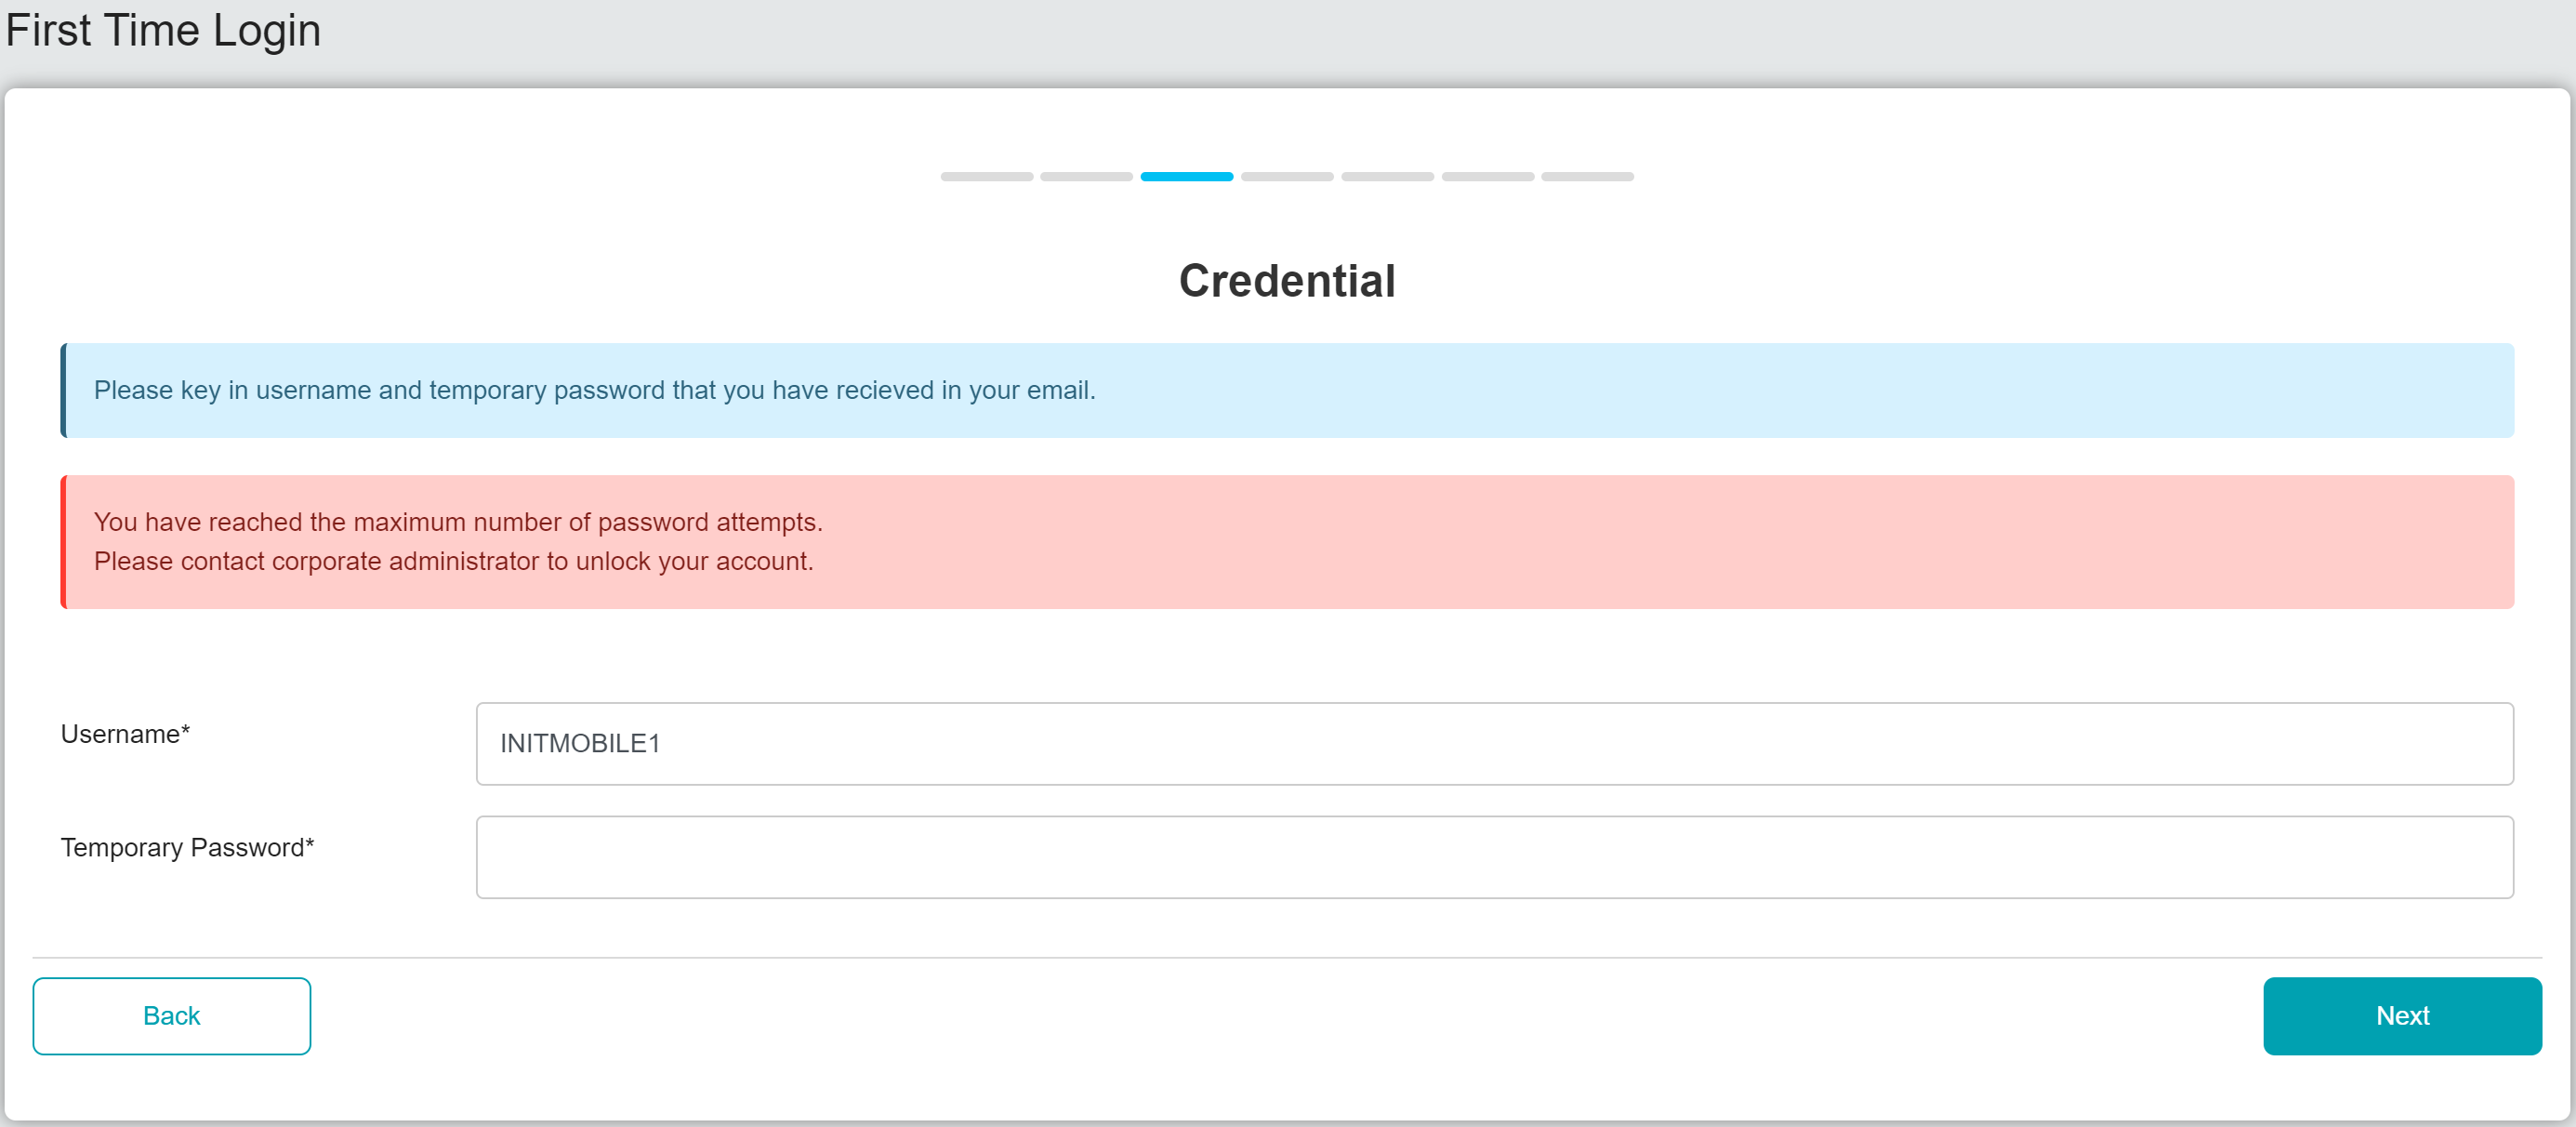 First Time Login
Credential
Please key in username and temporary password that you have recieved in your email.
You have reached the maximum number of password attempts.
Please contact corporate administrator to unlock your account.
Username*
INITMOBILE1
Temporary Password*
Back
Next